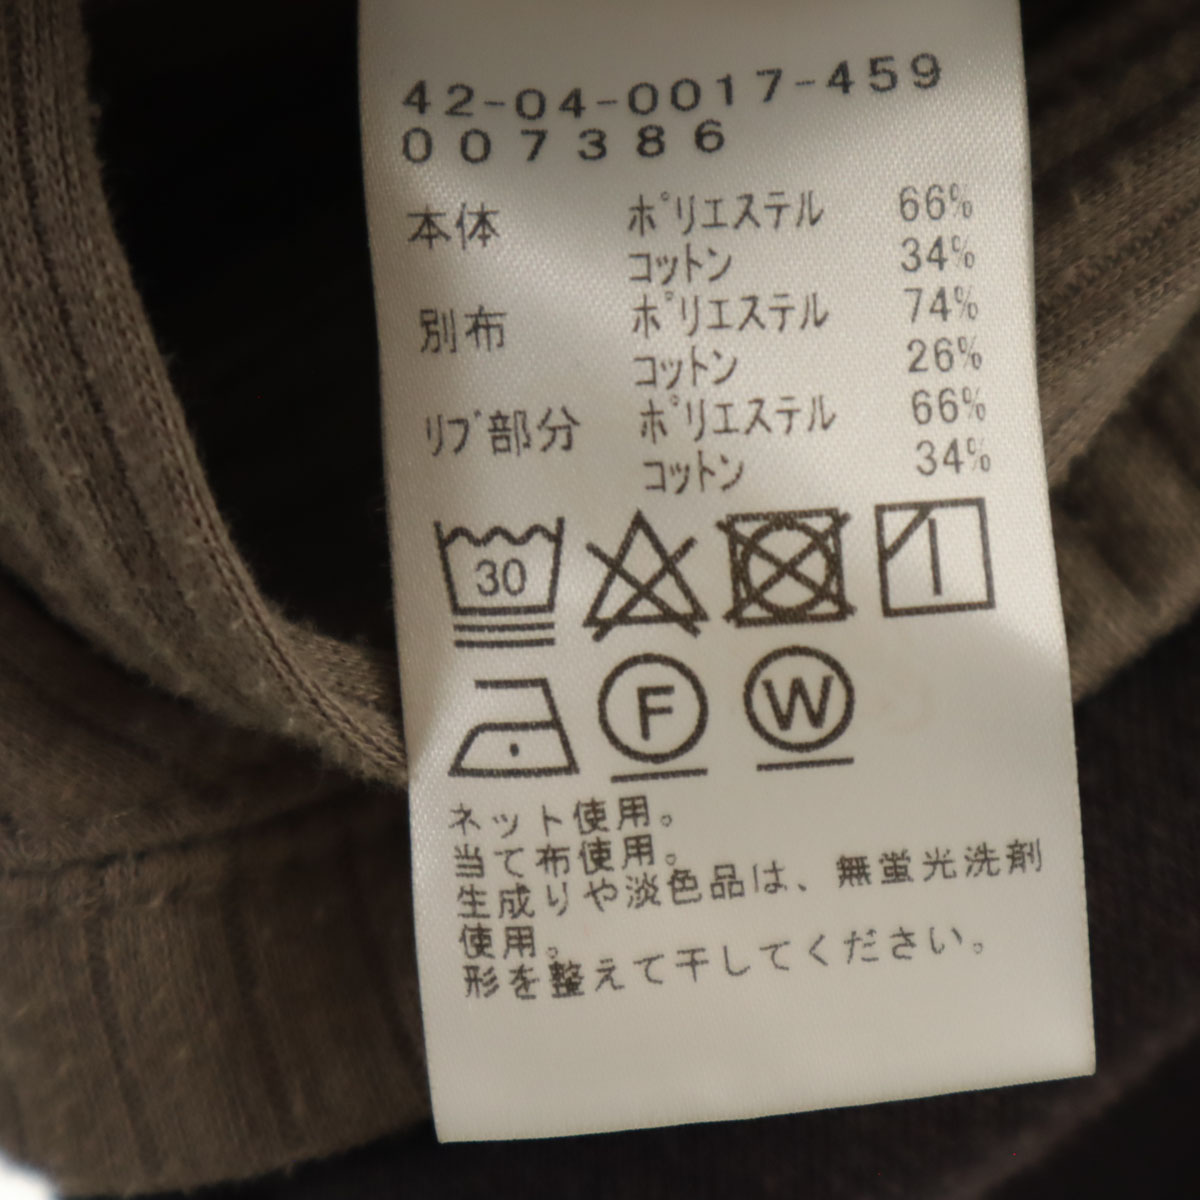 42-04-0017-459
007386
本体 ポリエステル 66%
コットン 34%
別布 ポリエステル 74%
コットン 26%
リブ部分 ポリエステル 66%
コットン 34%
30
F W
ネット使用。
当て布使用。
生成りや淡色品は、無蛍光洗剤
使用。
形を整えて干してください。